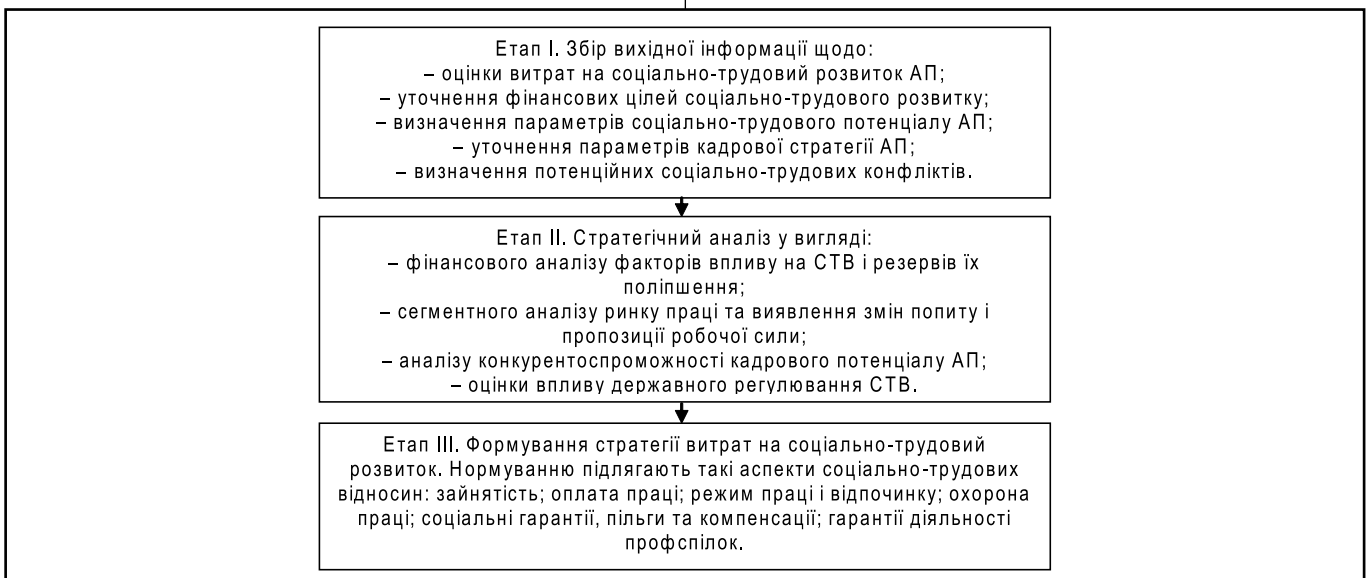 Етап I. Збір вихідної інформації щодо:
– оцінки витрат на соціально-трудовий розвиток АП;
– уточнення фінансових цілей соціально-трудового розвитку;
– визначення параметрів соціально-трудового потенціалу АП;
– уточнення параметрів кадрової стратегії АП;
– визначення потенційних соціально-трудових конфліктів.
Етап II. Стратегічний аналіз у вигляді:
– фінансового аналізу факторів впливу на СТВ і резервів їх
поліпшення;
– сегментного аналізу ринку праці та виявлення змін попиту і
пропозиції робочої сили;
– аналізу конкурентоспроможності кадрового потенціалу АП;
– оцінки впливу державного регулювання СТВ.
Етап III. Формування стратегії витрат на соціально-трудовий
розвиток. Нормуванню підлягають такі аспекти соціально-трудових
відносин: зайнятість; оплата праці; режим праці і відпочинку; охорона
праці; соціальні гарантії, пільги та компенсації; гарантії діяльності
профспілок.